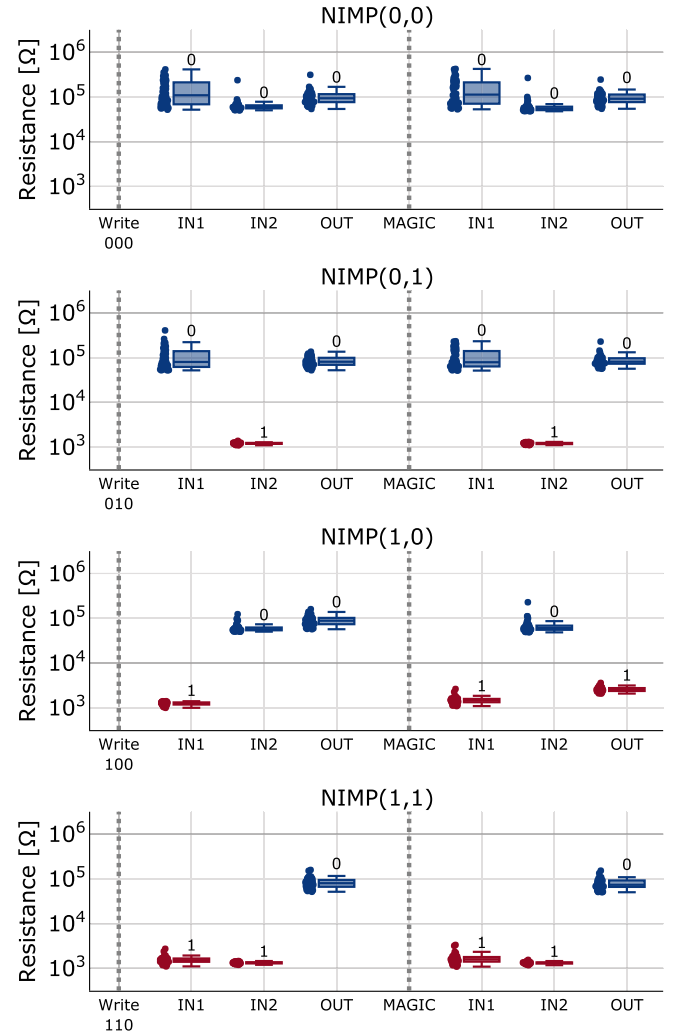 NIMP(0,0)
Resistance [Ω]
10⁶
10⁵
10⁴
10³
0 0 0 0 0 0
Write 000 IN1 IN2 OUT MAGIC IN1 IN2 OUT
NIMP(0,1)
Resistance [Ω]
10⁶
10⁵
10⁴
10³
0 0 0 0
1 1
Write 010 IN1 IN2 OUT MAGIC IN1 IN2 OUT
NIMP(1,0)
Resistance [Ω]
10⁶
10⁵
10⁴
10³
0 0 0
1 1 1
Write 100 IN1 IN2 OUT MAGIC IN1 IN2 OUT
NIMP(1,1)
Resistance [Ω]
10⁶
10⁵
10⁴
10³
0 0
1 1 1 1
Write 110 IN1 IN2 OUT MAGIC IN1 IN2 OUT